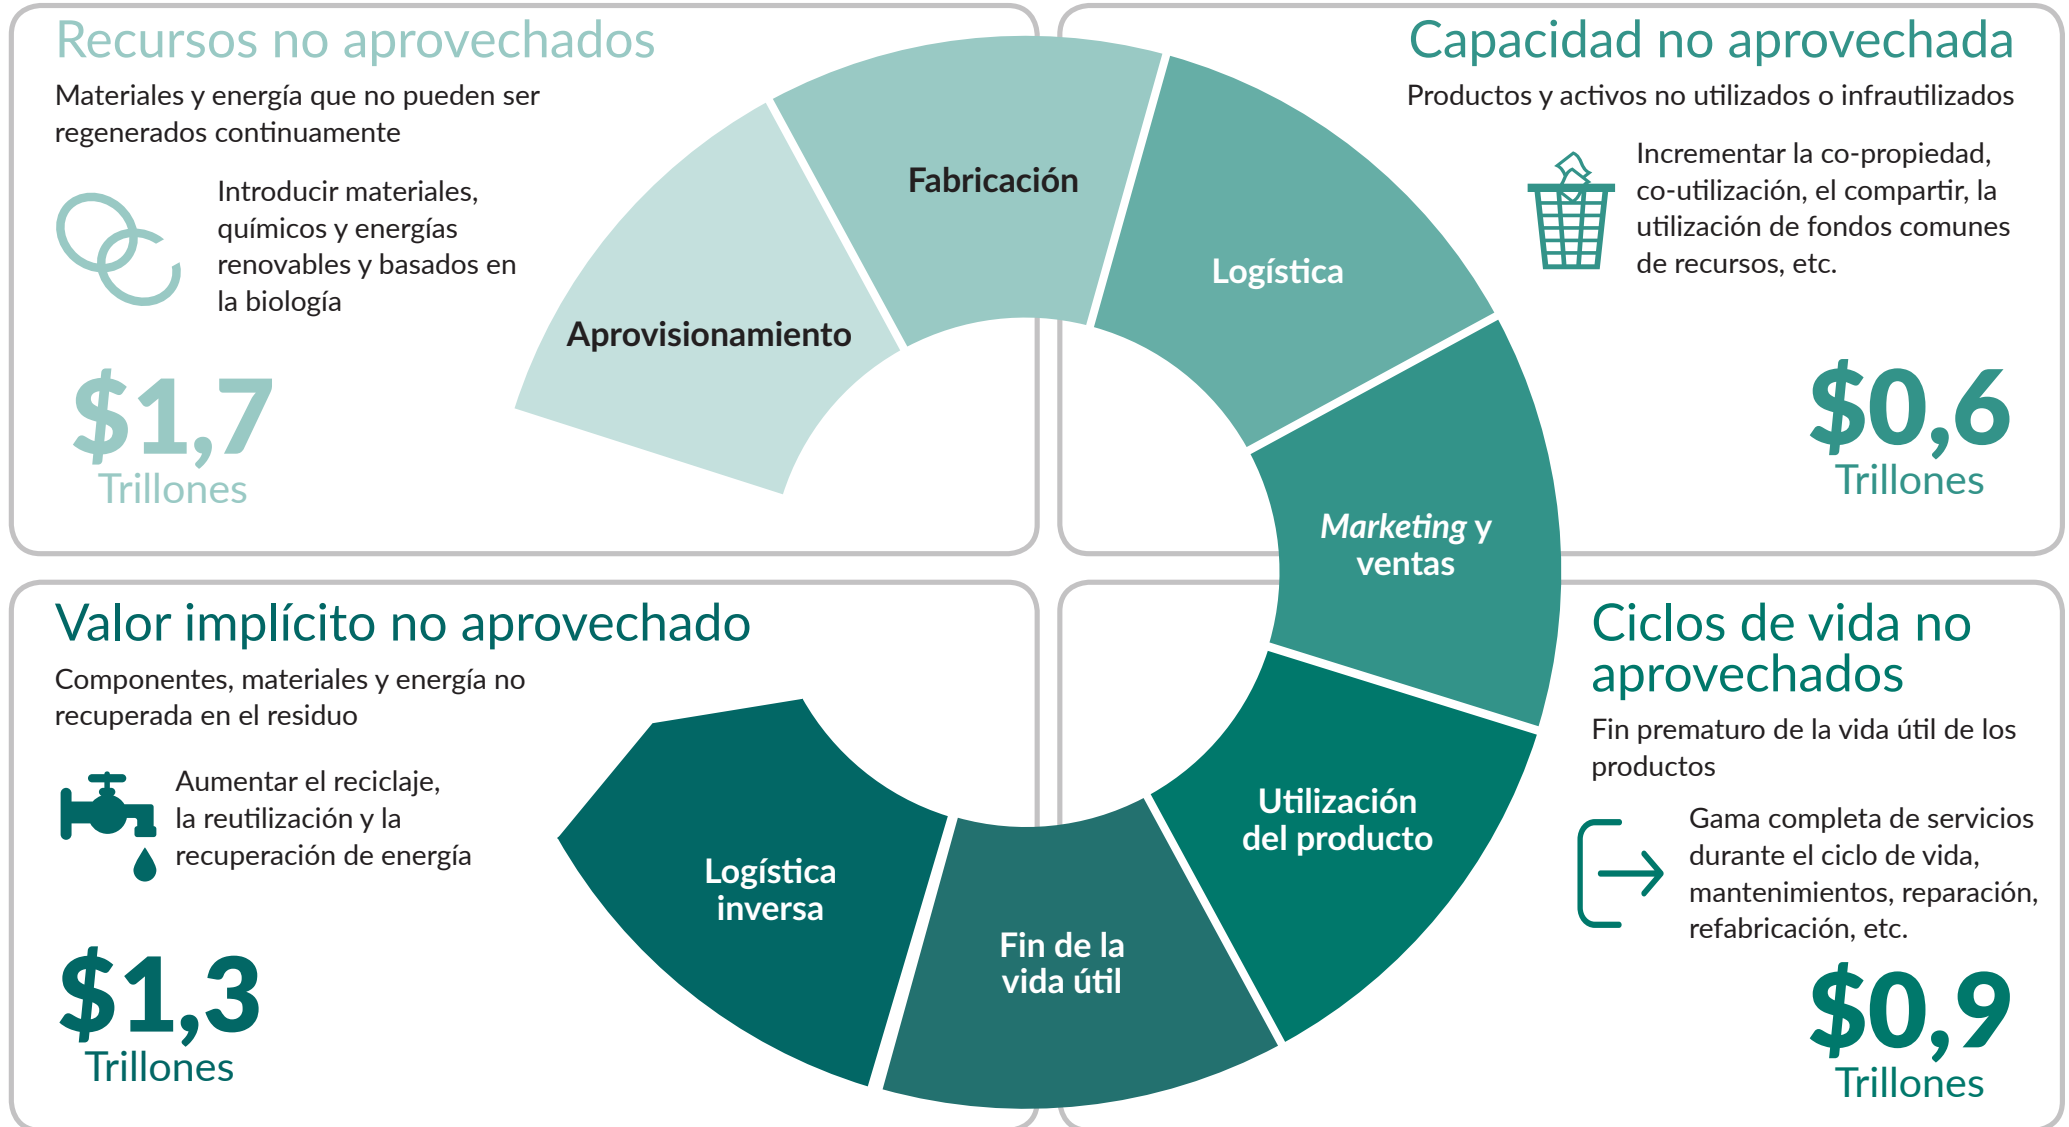 Recursos no aprovechados
Materiales y energía que no pueden ser
regenerados continuamente
Introducir materiales,
químicos y energías
renovables y basados en
la biología
$1,7
Trillones
Capacidad no aprovechada
Productos y activos no utilizados o infrautilizados
Incrementar la co-propiedad,
co-utilización, el compartir, la
utilización de fondos comunes
de recursos, etc.
$0,6
Trillones
Aprovisionamiento
Fabricación
Logística
Marketing y
ventas
Utilización
del producto
Fin de la
vida útil
Logística
inversa
Valor implícito no aprovechado
Componentes, materiales y energía no
recuperada en el residuo
Aumentar el reciclaje,
la reutilización y la
recuperación de energía
$1,3
Trillones
Ciclos de vida no
aprovechados
Fin prematuro de la vida útil de los
productos
Gama completa de servicios
durante el ciclo de vida,
mantenimientos, reparación,
refabricación, etc.
$0,9
Trillones